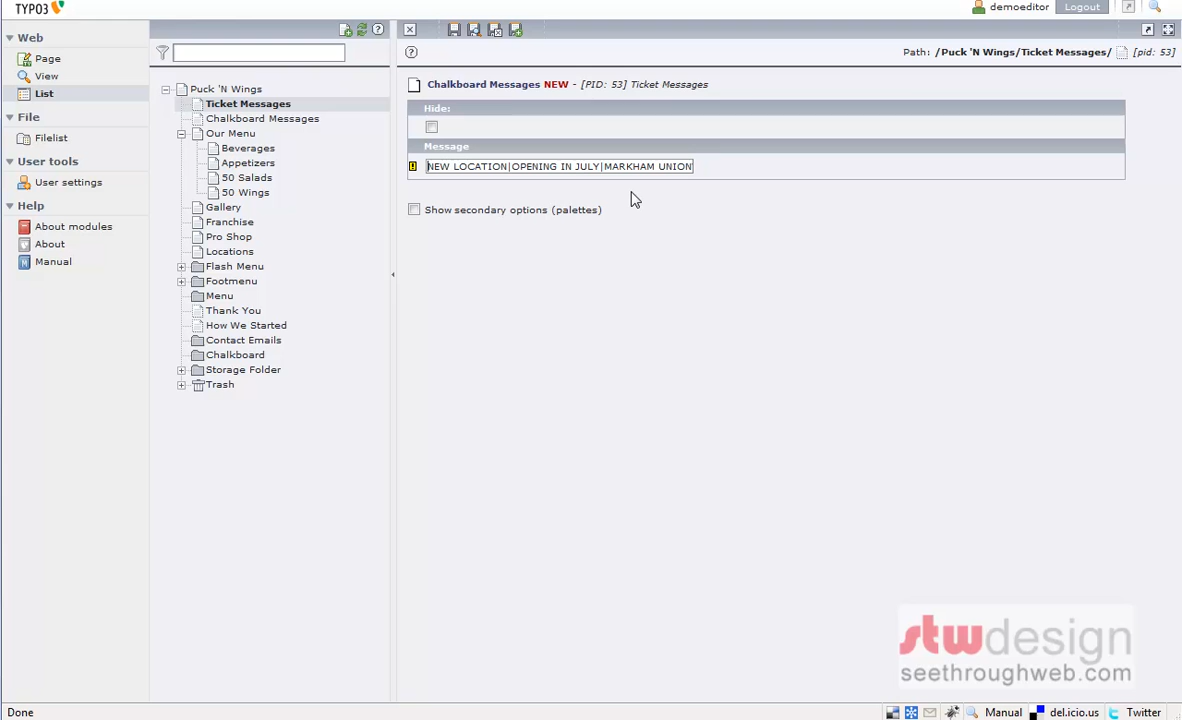 TYPO3
demoeditor
Logout
Web
Page
View
List
File
Filelist
User tools
User settings
Help
About modules
About
Manual
Puck 'N Wings
Ticket Messages
Chalkboard Messages
Our Menu
Beverages
Appetizers
50 Salads
50 Wings
Gallery
Franchise
Pro Shop
Locations
Flash Menu
Footmenu
Menu
Thank You
How We Started
Contact Emails
Chalkboard
Storage Folder
Trash
Path: /Puck 'N Wings/Ticket Messages/ [pid: 53]
Chalkboard Messages NEW - [PID: 53] Ticket Messages
Hide:
Message
NEW LOCATION|OPENING IN JULY|MARKHAM UNION
Show secondary options (palettes)
stwdesign
seethroughweb.com
Done
Manual
del.icio.us
Twitter